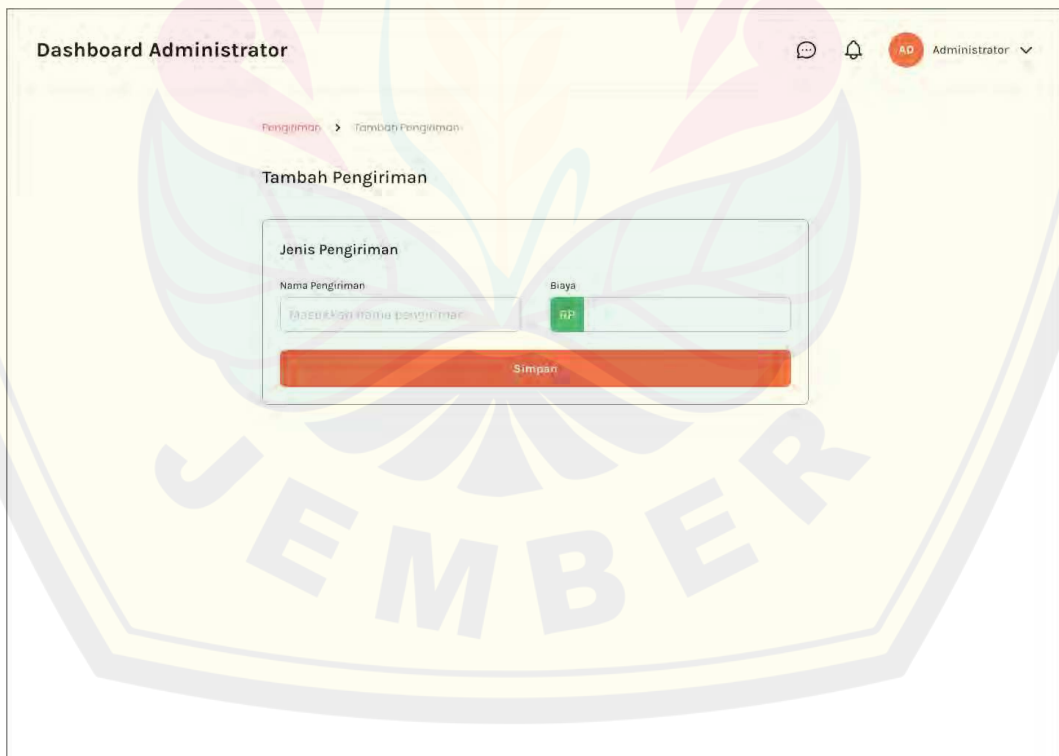 Dashboard Administrator
AD Administrator
Pengiriman > Tambah Pengiriman
Tambah Pengiriman
Jenis Pengiriman
Nama Pengiriman Biaya
Masukkan nama pengiriman RP
Simpan
JEMBER